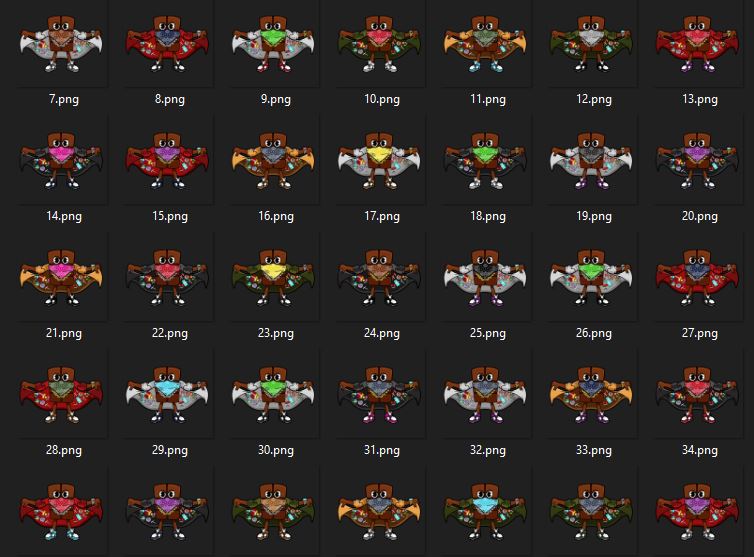 7.png 8.png 9.png 10.png 11.png 12.png 13.png
14.png 15.png 16.png 17.png 18.png 19.png 20.png
21.png 22.png 23.png 24.png 25.png 26.png 27.png
28.png 29.png 30.png 31.png 32.png 33.png 34.png